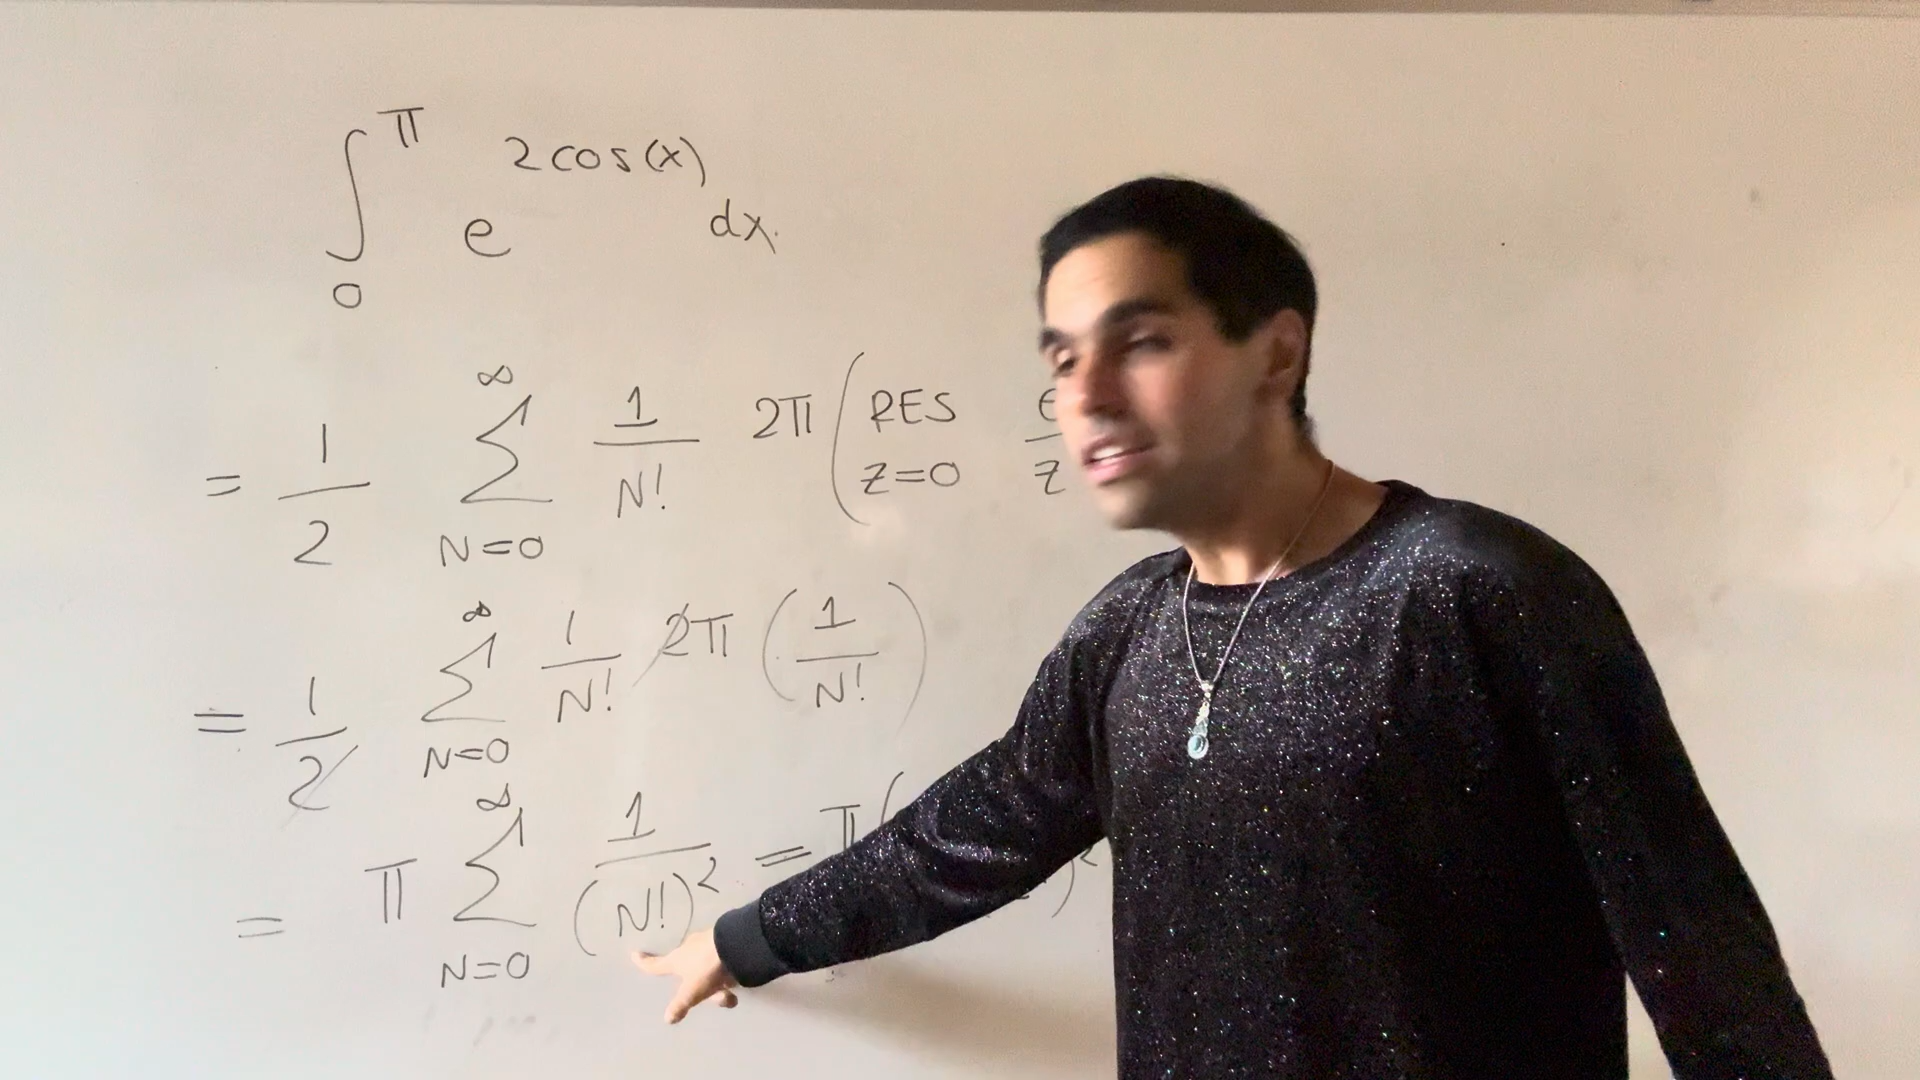 ∫₀^π e^(2cos(x)) dx
= 1/2 ∑_{N=0}^∞ 1/N! 2π ( RES z=0 e/z
= 1/2 ∑_{N=0}^∞ 1/N! 2π (1/N!)
= π ∑_{N=0}^∞ 1/(N!)² = π ( )²